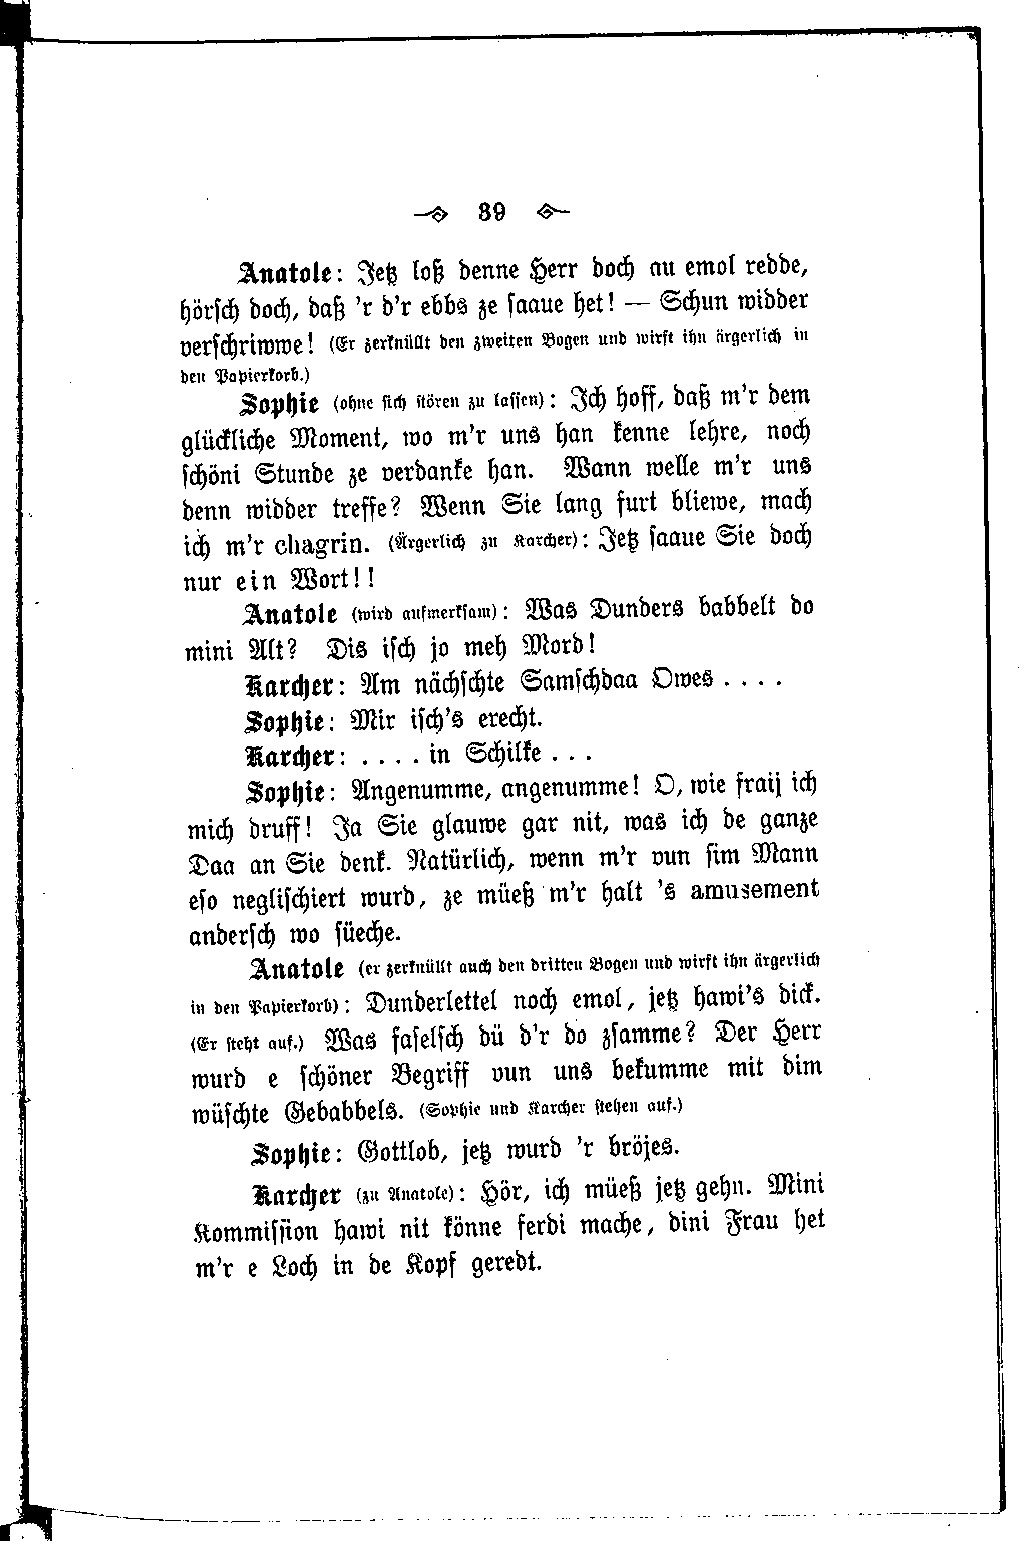 39
Anatole: Jetz loß denne Herr doch au emol redde,
hörsch doch, daß 'r d'r ebbs ze saaue het! — Schun widder
verschriwwe! (Er zerknüllt den zweiten Bogen und wirft ihn ärgerlich in
den Papierkorb.)
Sophie (ohne sich stören zu lassen): Ich hoff, daß m'r dem
glückliche Moment, wo m'r uns han kenne lehre, noch
schöni Stunde ze verdanke han. Wann welle m'r uns
denn widder treffe? Wenn Sie lang furt bliewe, mach
ich m'r chagrin. (Ärgerlich zu Karcher): Jetz saaue Sie doch
nur ein Wort!!
Anatole (wird aufmerksam): Was Dunders babbelt do
mini Alt? Dis isch jo meh Mord!
Karcher: Am nächschte Samschdaa Owes . . . .
Sophie: Mir isch's erecht.
Karcher: . . . . in Schilke . . .
Sophie: Angenumme, angenumme! O, wie fraij ich
mich druff! Ja Sie glauwe gar nit, was ich de ganze
Daa an Sie denk. Natürlich, wenn m'r vun sim Mann
eso neglischiert wurd, ze müeß m'r halt 's amusement
andersch wo süeche.
Anatole (er zerknüllt auch den dritten Bogen und wirft ihn ärgerlich
in den Papierkorb): Dunderlettel noch emol, jetz hawi's dick.
(Er steht auf.) Was faselsch dü d'r do zsamme? Der Herr
wurd e schöner Begriff vun uns bekumme mit dim
wüschte Gebabbels. (Sophie und Karcher stehen auf.)
Sophie: Gottlob, jetz wurd 'r bröjes.
Karcher (zu Anatole): Hör, ich müeß jetz gehn. Mini
Kommission hawi nit könne ferdi mache, dini Frau het
m'r e Loch in de Kopf geredt.